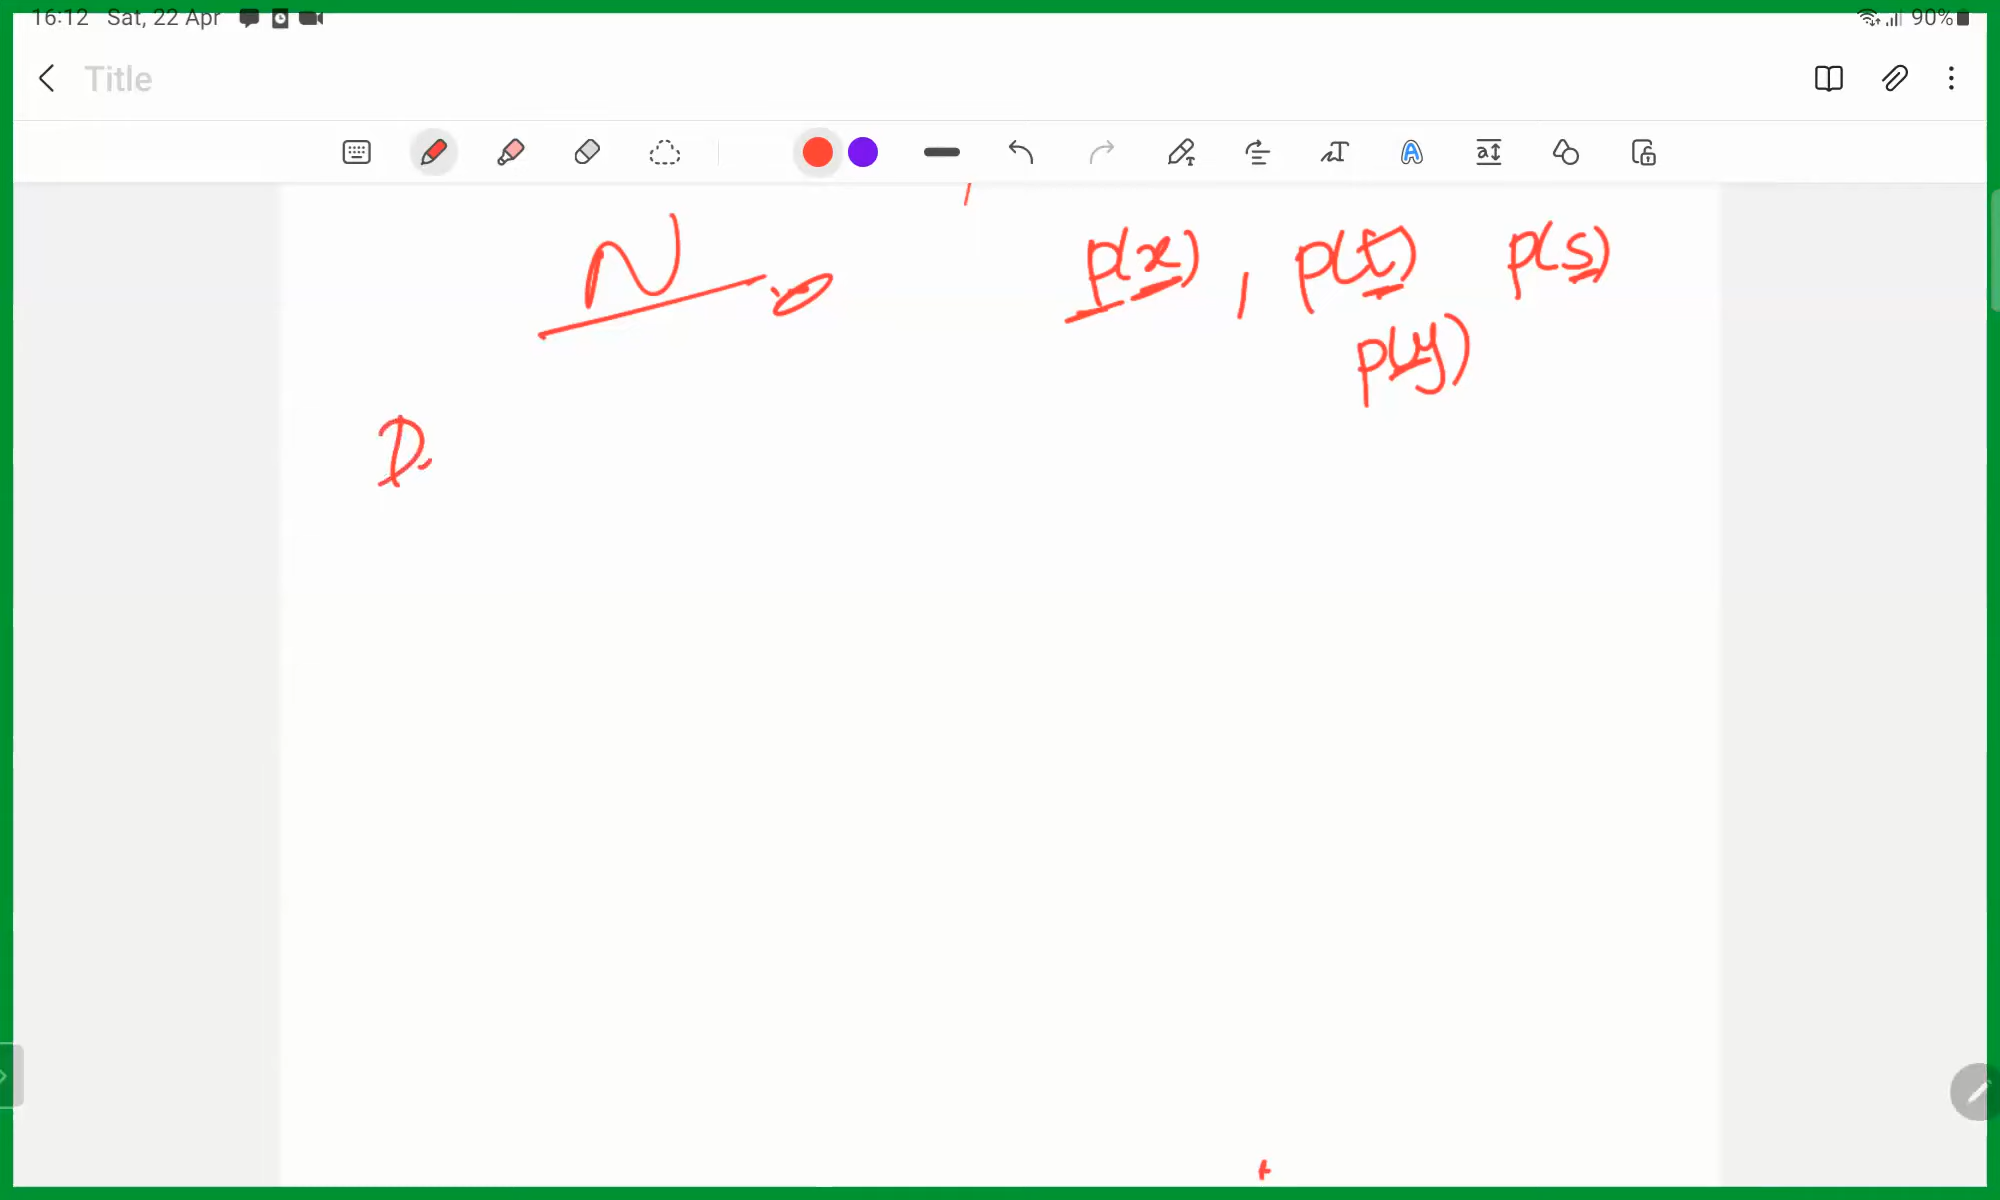 16:12 Sat, 22 Apr 90%
Title
N p(x) , p(t) p(s)
p(y)
D.